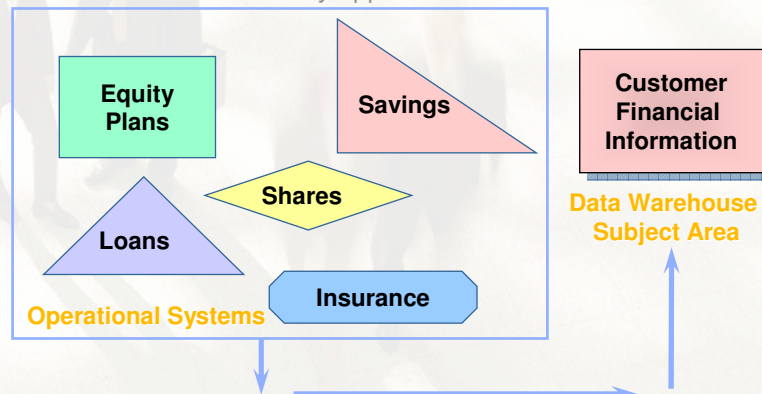 Equity
Plans
Savings
Shares
Loans
Insurance
Operational Systems
Customer
Financial
Information
Data Warehouse
Subject Area